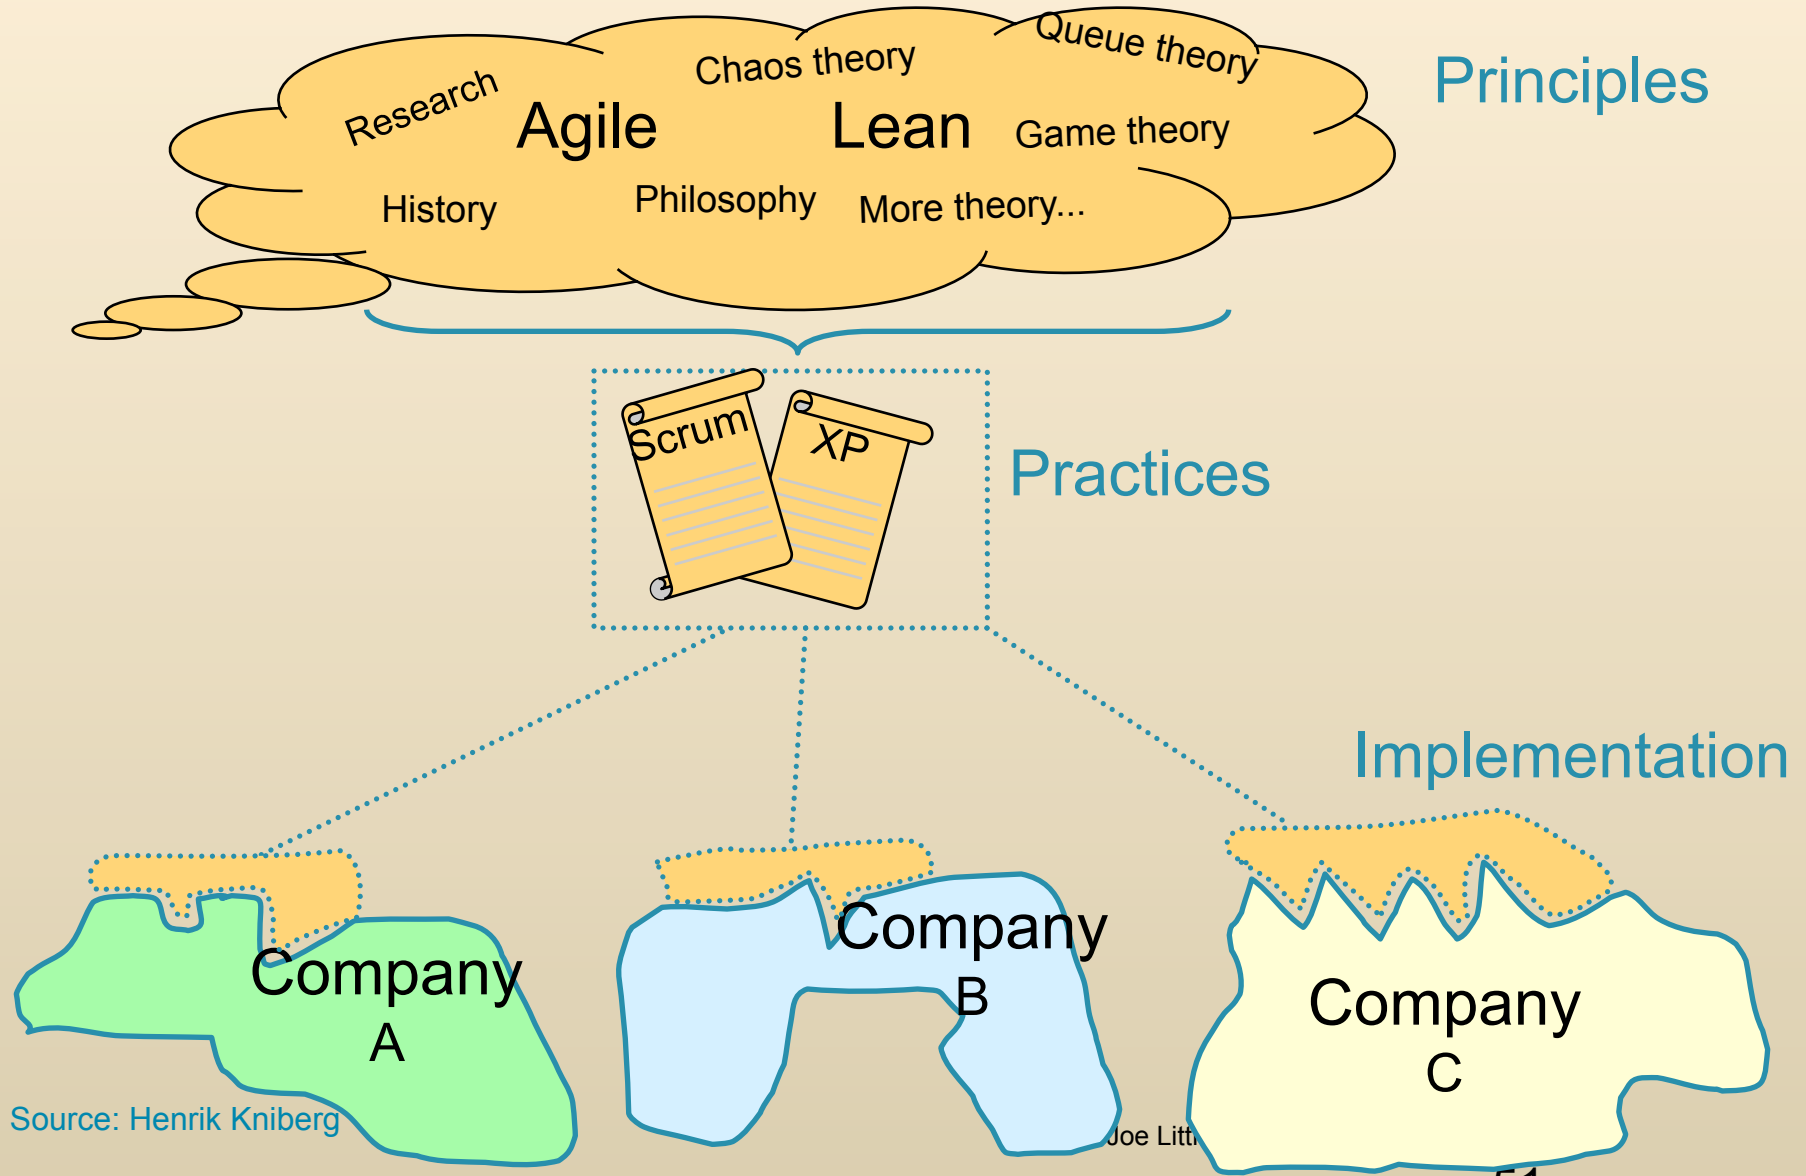 Queue theory
Chaos theory
Principles
Research
Agile
Lean
Game theory
History
Philosophy
More theory...
Scrum
XP
Practices
Implementation
Company
A
Company
B
Company
C
Source: Henrik Kniberg
Joe